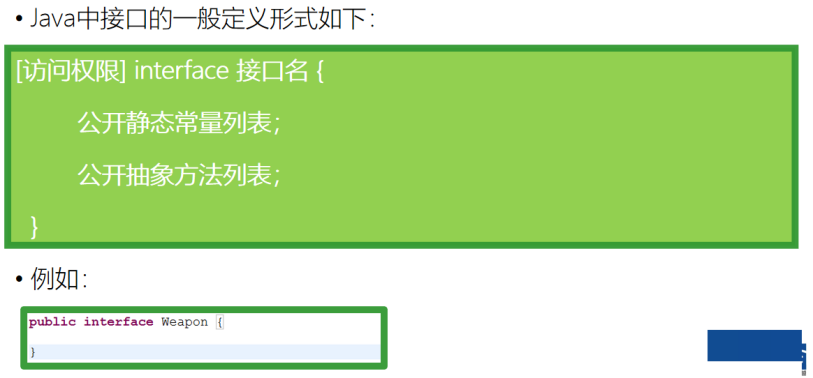 • Java中接口的一般定义形式如下：
[访问权限] interface 接口名 {
公开静态常量列表；
公开抽象方法列表；
}
• 例如：
public interface Weapon {
}